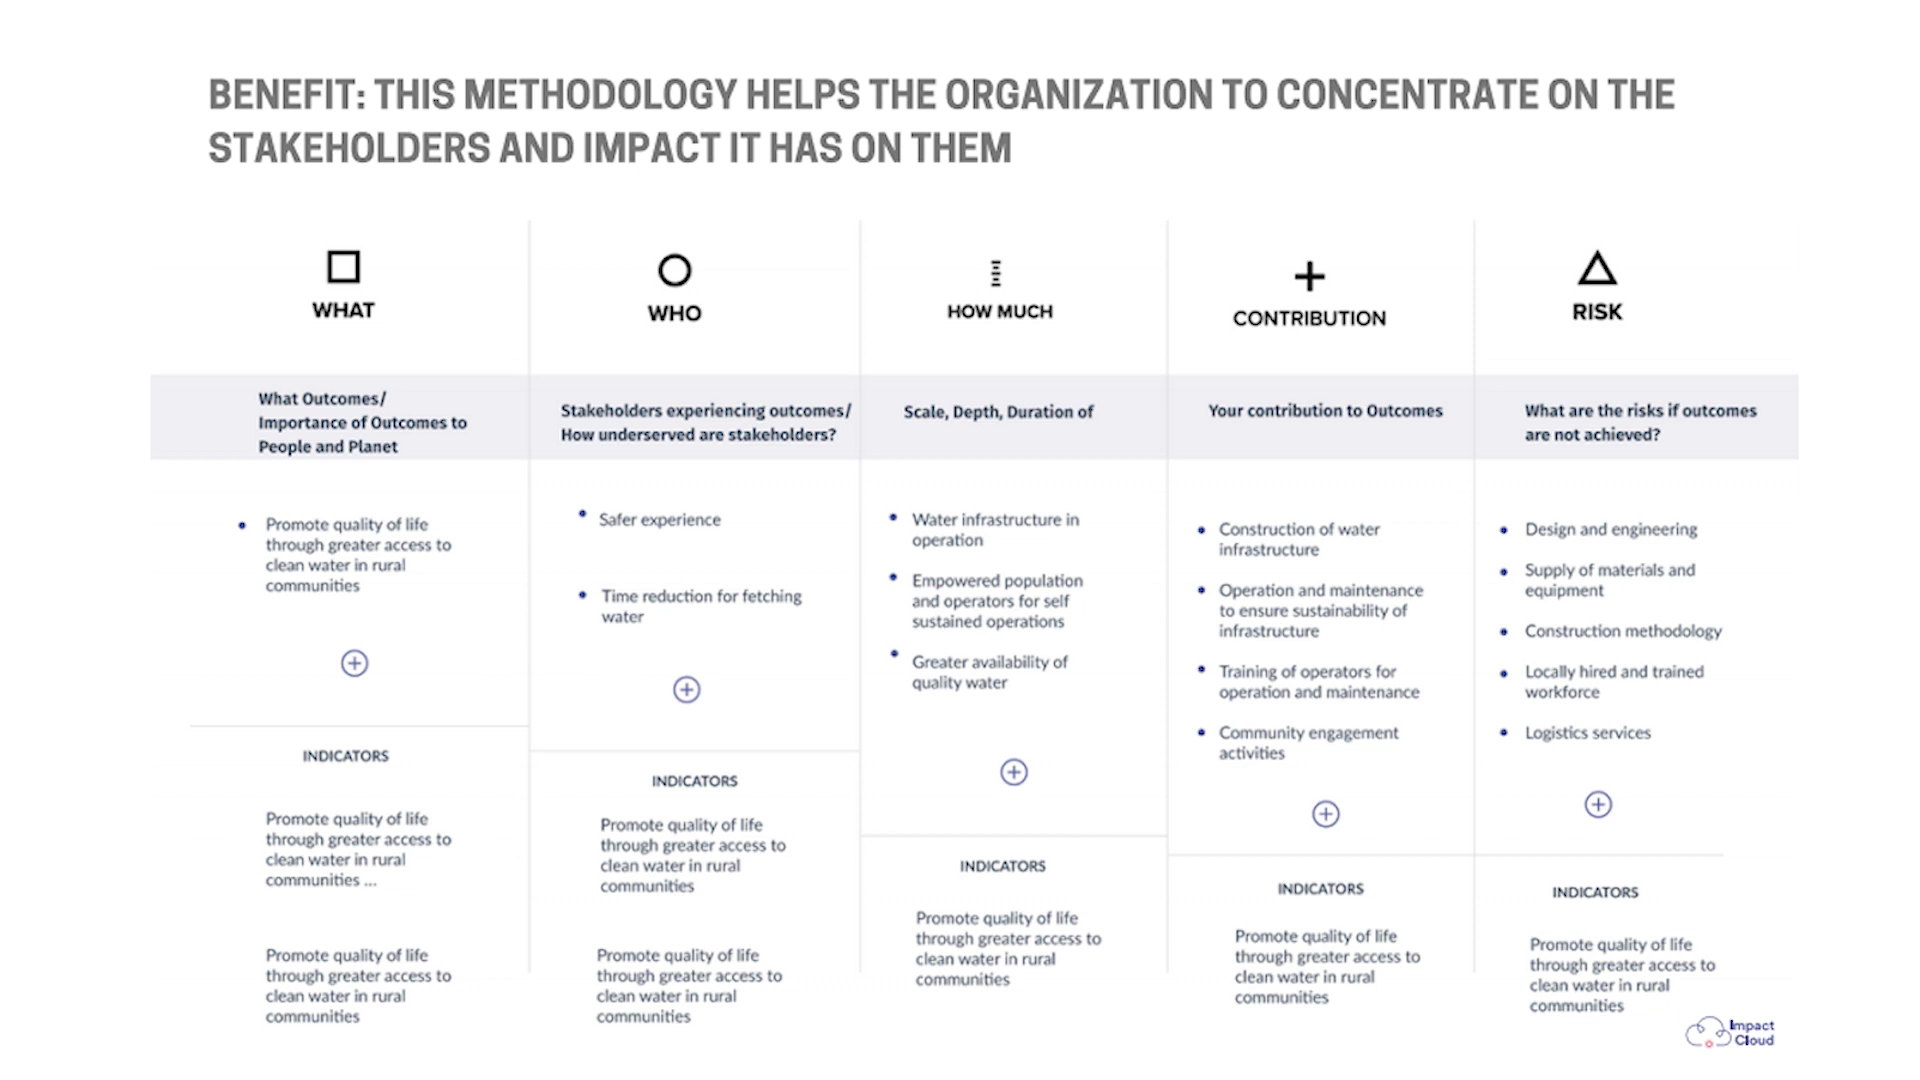 BENEFIT: THIS METHODOLOGY HELPS THE ORGANIZATION TO CONCENTRATE ON THE
STAKEHOLDERS AND IMPACT IT HAS ON THEM
WHAT
What Outcomes/
Importance of Outcomes to
People and Planet
• Promote quality of life
through greater access to
clean water in rural
communities
INDICATORS
Promote quality of life
through greater access to
clean water in rural
communities ...
Promote quality of life
through greater access to
clean water in rural
communities
WHO
Stakeholders experiencing outcomes/
How underserved are stakeholders?
• Safer experience
• Time reduction for fetching
water
INDICATORS
Promote quality of life
through greater access to
clean water in rural
communities
Promote quality of life
through greater access to
clean water in rural
communities
HOW MUCH
Scale, Depth, Duration of
• Water infrastructure in
operation
• Empowered population
and operators for self
sustained operations
• Greater availability of
quality water
INDICATORS
Promote quality of life
through greater access to
clean water in rural
communities
CONTRIBUTION
Your contribution to Outcomes
• Construction of water
infrastructure
• Operation and maintenance
to ensure sustainability of
infrastructure
• Training of operators for
operation and maintenance
• Community engagement
activities
INDICATORS
Promote quality of life
through greater access to
clean water in rural
communities
RISK
What are the risks if outcomes
are not achieved?
• Design and engineering
• Supply of materials and
equipment
• Construction methodology
• Locally hired and trained
workforce
• Logistics services
INDICATORS
Promote quality of life
through greater access to
clean water in rural
communities
Impact
Cloud